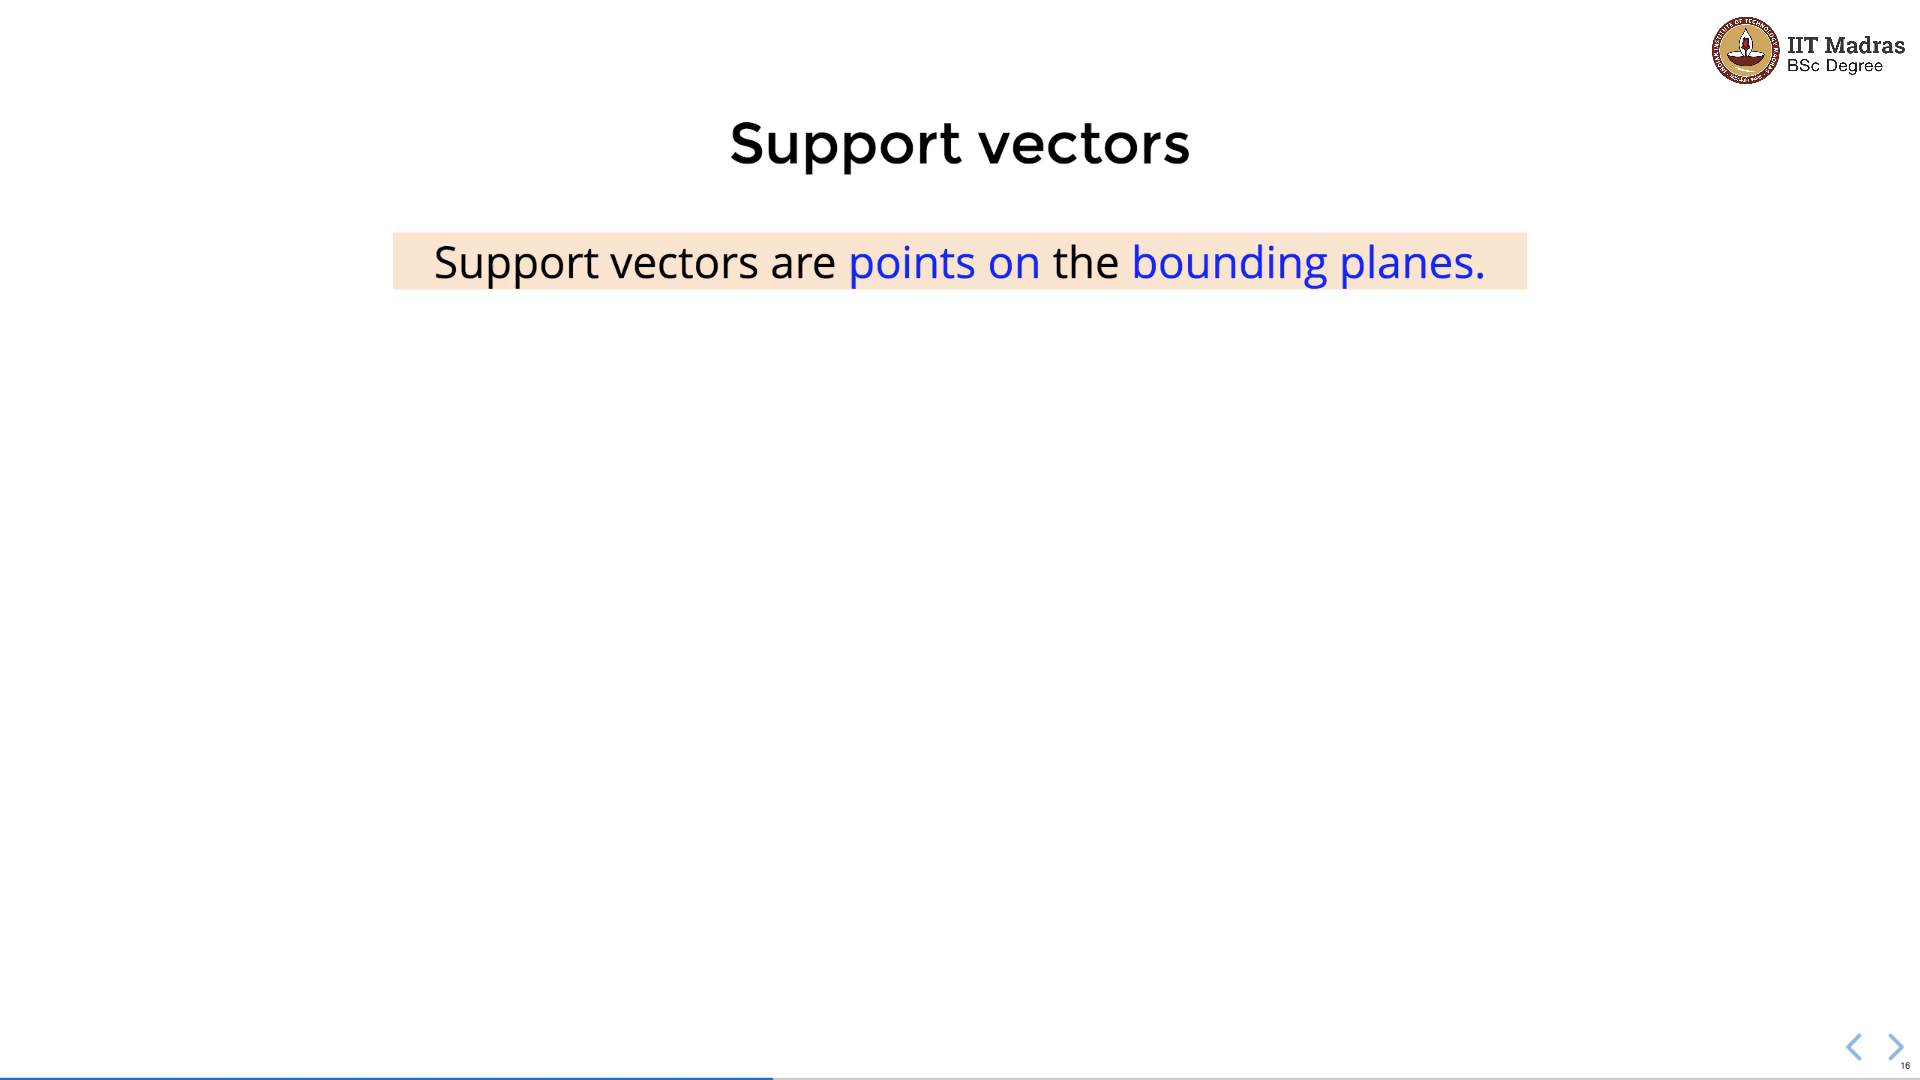 IIT Madras
BSc Degree
Support vectors
Support vectors are points on the bounding planes.
16